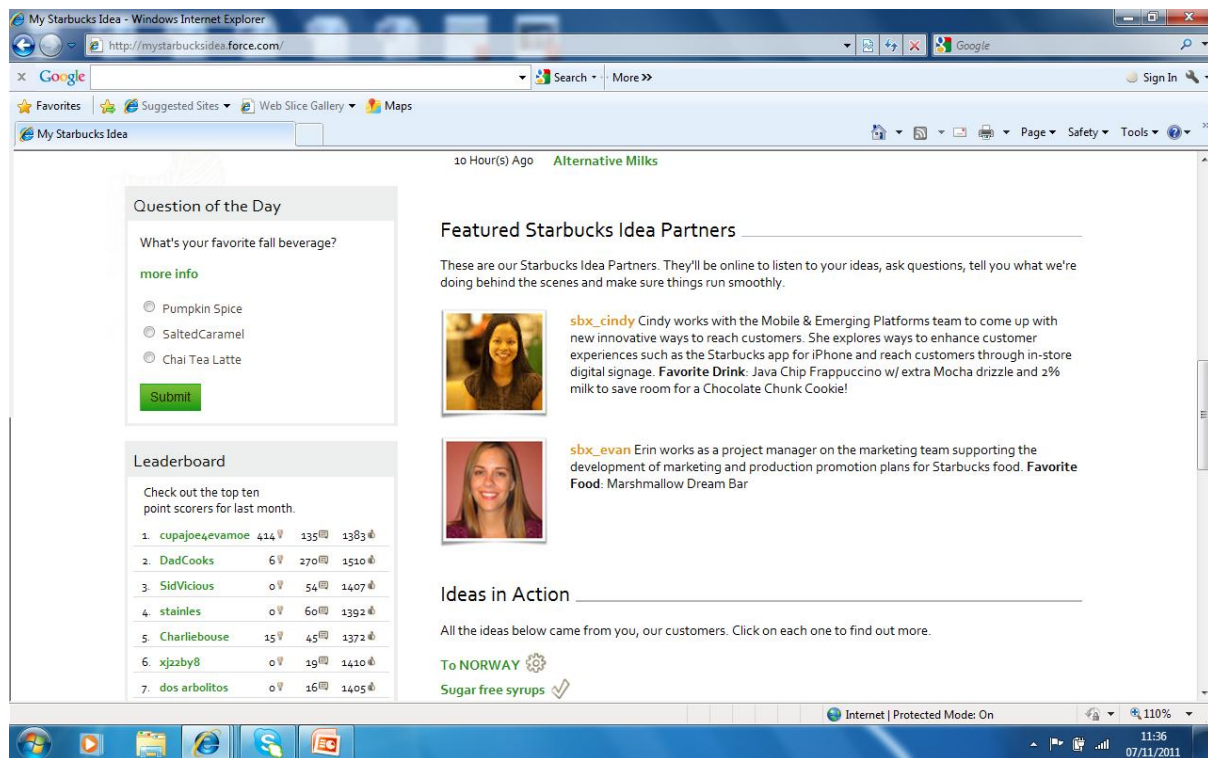 My Starbucks Idea - Windows Internet Explorer
http://mystarbucksidea.force.com/
Google
x Google
Search
More >>
Sign In
Favorites
Suggested Sites
Web Slice Gallery
Maps
My Starbucks Idea
Page
Safety
Tools
10 Hour(s) Ago Alternative Milks
Question of the Day
What's your favorite fall beverage?
more info
Pumpkin Spice
SaltedCaramel
Chai Tea Latte
Submit
Leaderboard
Check out the top ten
point scorers for last month.
1. cupajoe4evamoe 414 135 1383
2. DadCooks 6 270 1510
3. SidVicious 0 54 1407
4. stainles 0 60 1392
5. Charliebouse 15 45 1372
6. xj22by8 0 19 1410
7. dos arbolitos 0 16 1405
Featured Starbucks Idea Partners
These are our Starbucks Idea Partners. They'll be online to listen to your ideas, ask questions, tell you what we're
doing behind the scenes and make sure things run smoothly.
sbx_cindy Cindy works with the Mobile & Emerging Platforms team to come up with
new innovative ways to reach customers. She explores ways to enhance customer
experiences such as the Starbucks app for iPhone and reach customers through in-store
digital signage. Favorite Drink: Java Chip Frappuccino w/ extra Mocha drizzle and 2%
milk to save room for a Chocolate Chunk Cookie!
sbx_evan Erin works as a project manager on the marketing team supporting the
development of marketing and production promotion plans for Starbucks food. Favorite
Food: Marshmallow Dream Bar
Ideas in Action
All the ideas below came from you, our customers. Click on each one to find out more.
To NORWAY
Sugar free syrups
Internet | Protected Mode: On
110%
11:36
07/11/2011